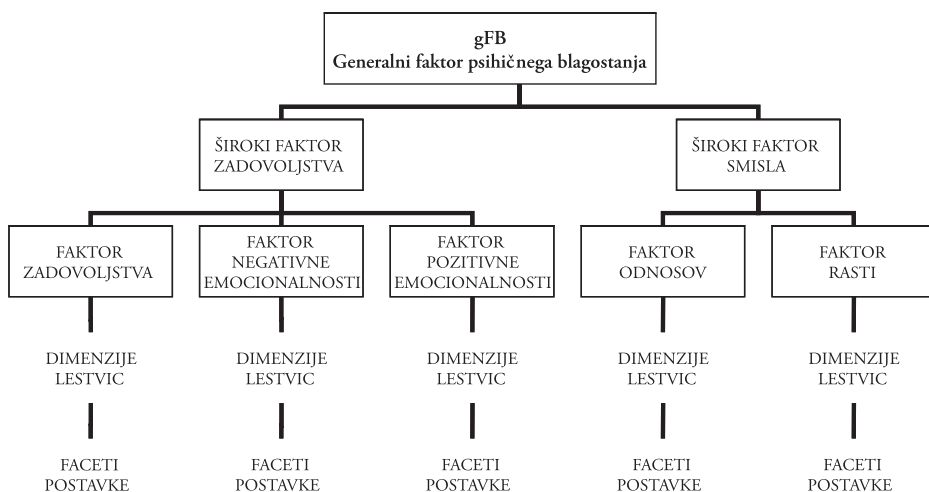 gFB
Generalni faktor psihičnega blagostanja
ŠIROKI FAKTOR
ZADOVOLJSTVA
ŠIROKI FAKTOR
SMISLA
FAKTOR
ZADOVOLJSTVA
FAKTOR
NEGATIVNE
EMOCIONALNOSTI
FAKTOR
POZITIVNE
EMOCIONALNOSTI
FAKTOR
ODNOSOV
FAKTOR
RASTI
DIMENZIJE
LESTVIC
DIMENZIJE
LESTVIC
DIMENZIJE
LESTVIC
DIMENZIJE
LESTVIC
DIMENZIJE
LESTVIC
FACETI
POSTAVKE
FACETI
POSTAVKE
FACETI
POSTAVKE
FACETI
POSTAVKE
FACETI
POSTAVKE